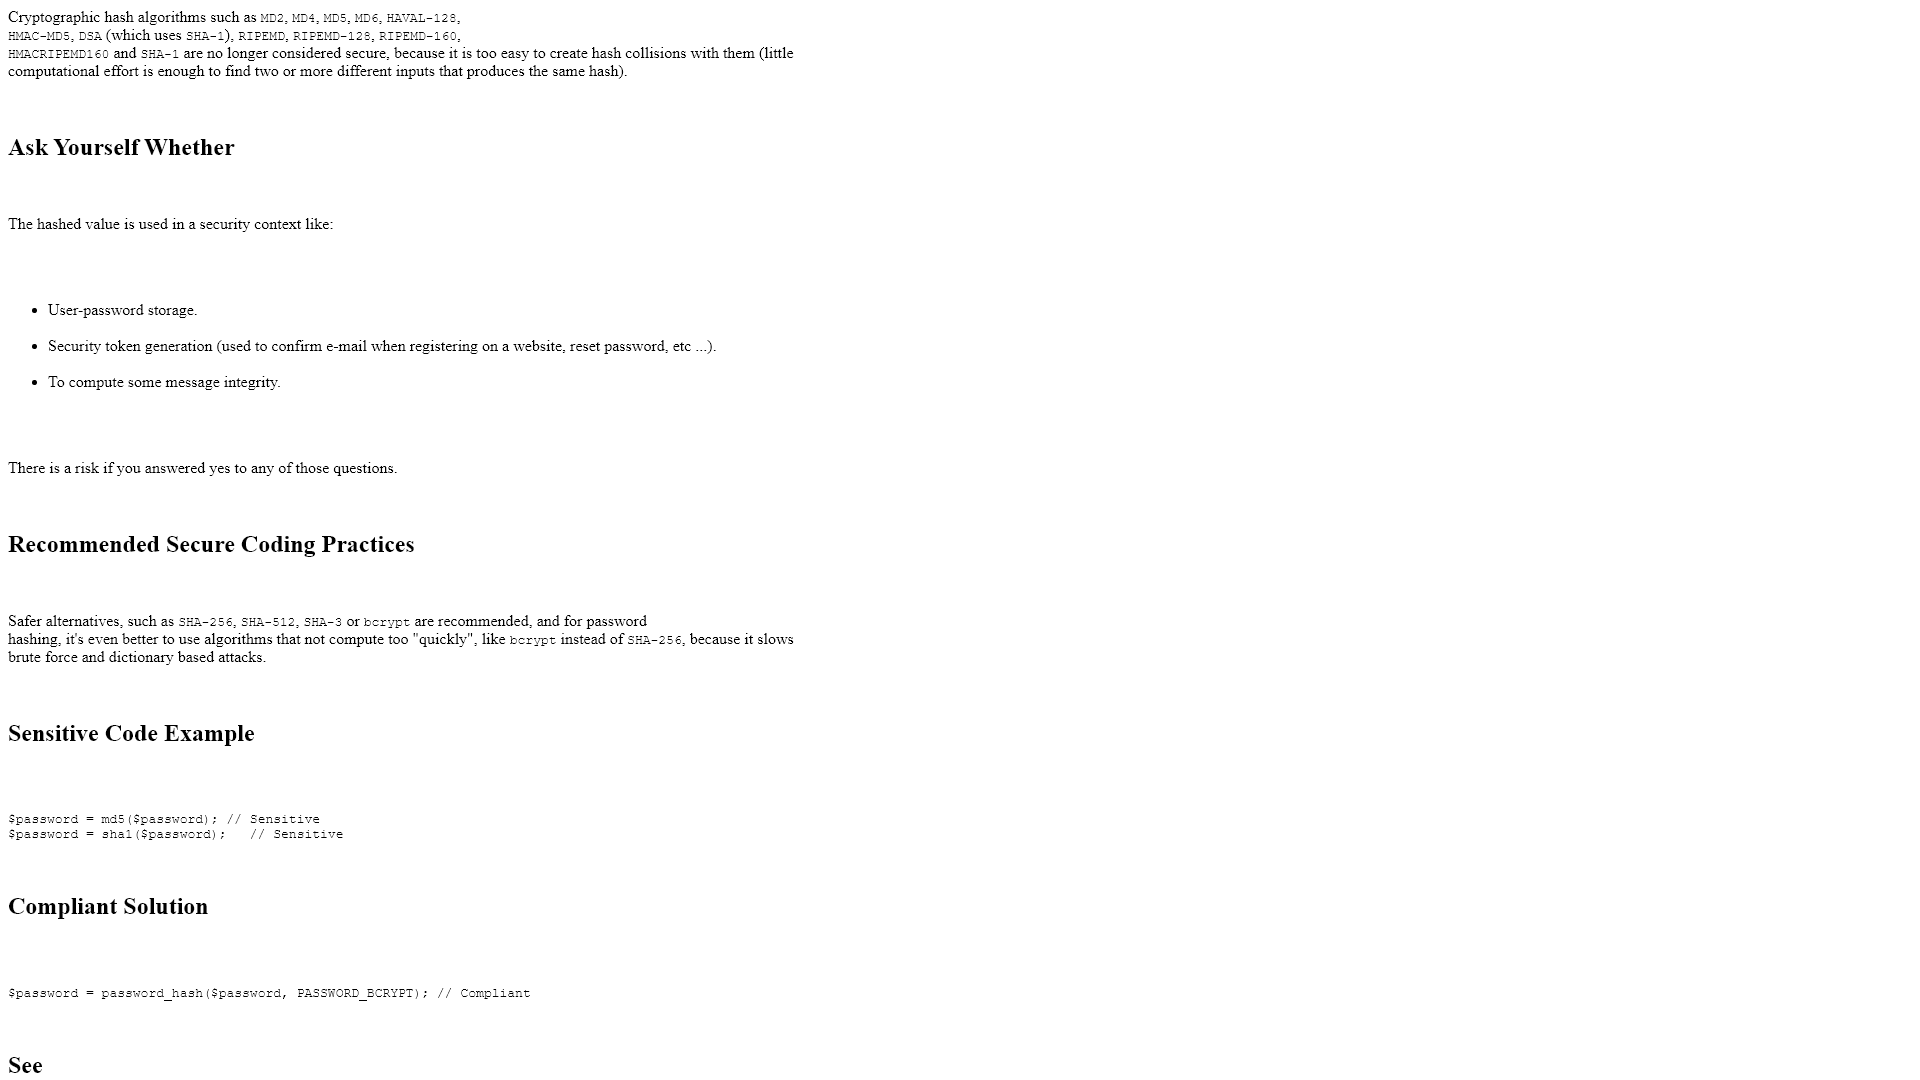 Cryptographic hash algorithms such as MD2, MD4, MD5, MD6, HAVAL-128,
HMAC-MD5, DSA (which uses SHA-1), RIPEMD, RIPEMD-128, RIPEMD-160,
HMACRIPEMD160 and SHA-1 are no longer considered secure, because it is too easy to create hash collisions with them (little
computational effort is enough to find two or more different inputs that produces the same hash).
Ask Yourself Whether
The hashed value is used in a security context like:
• User-password storage.
• Security token generation (used to confirm e-mail when registering on a website, reset password, etc ...).
• To compute some message integrity.
There is a risk if you answered yes to any of those questions.
Recommended Secure Coding Practices
Safer alternatives, such as SHA-256, SHA-512, SHA-3 or bcrypt are recommended, and for password
hashing, it's even better to use algorithms that not compute too "quickly", like bcrypt instead of SHA-256, because it slows
brute force and dictionary based attacks.
Sensitive Code Example
$password = md5($password); // Sensitive
$password = sha1($password);   // Sensitive
Compliant Solution
$password = password_hash($password, PASSWORD_BCRYPT); // Compliant
See